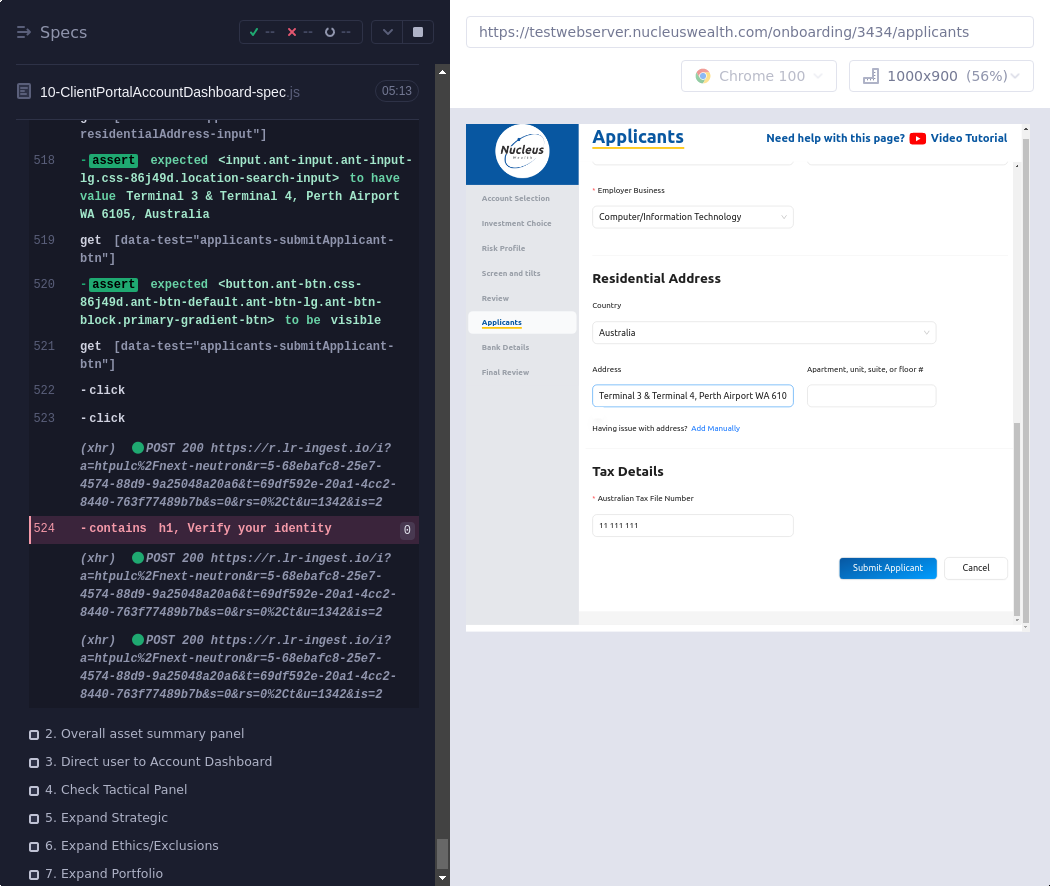 Specs
--
--
--
10-ClientPortalAccountDashboard-spec.js
05:13
residentialAddress-input"]
518 -assert expected <input.ant-input.ant-input-
lg.css-86j49d.location-search-input> to have
value Terminal 3 & Terminal 4, Perth Airport
WA 6105, Australia
519 get [data-test="applicants-submitApplicant-
btn"]
520 -assert expected <button.ant-btn.css-
86j49d.ant-btn-default.ant-btn-lg.ant-btn-
block.primary-gradient-btn> to be visible
521 get [data-test="applicants-submitApplicant-
btn"]
522 -click
523 -click
(xhr) POST 200 https://r.lr-ingest.io/i?
a=htpulc%2Fnext-neutron&r=5-68ebafc8-25e7-
4574-88d9-9a25048a20a6&t=69df592e-20a1-4cc2-
8440-763f77489b7b&s=0&rs=0%2Ct&u=1342&is=2
524 -contains h1, Verify your identity 0
(xhr) POST 200 https://r.lr-ingest.io/i?
a=htpulc%2Fnext-neutron&r=5-68ebafc8-25e7-
4574-88d9-9a25048a20a6&t=69df592e-20a1-4cc2-
8440-763f77489b7b&s=0&rs=0%2Ct&u=1342&is=2
(xhr) POST 200 https://r.lr-ingest.io/i?
a=htpulc%2Fnext-neutron&r=5-68ebafc8-25e7-
4574-88d9-9a25048a20a6&t=69df592e-20a1-4cc2-
8440-763f77489b7b&s=0&rs=0%2Ct&u=1342&is=2
2. Overall asset summary panel
3. Direct user to Account Dashboard
4. Check Tactical Panel
5. Expand Strategic
6. Expand Ethics/Exclusions
7. Expand Portfolio
https://testwebserver.nucleuswealth.com/onboarding/3434/applicants
Chrome 100
1000x900 (56%)
Nucleus
Wealth
Account Selection
Investment Choice
Risk Profile
Screen and tilts
Review
Applicants
Bank Details
Final Review
Applicants
Need help with this page? Video Tutorial
* Employer Business
Computer/Information Technology
Residential Address
Country
Australia
Address
Apartment, unit, suite, or floor #
Terminal 3 & Terminal 4, Perth Airport WA 610
Having issue with address? Add Manually
Tax Details
* Australian Tax File Number
11 111 111
Submit Applicant
Cancel